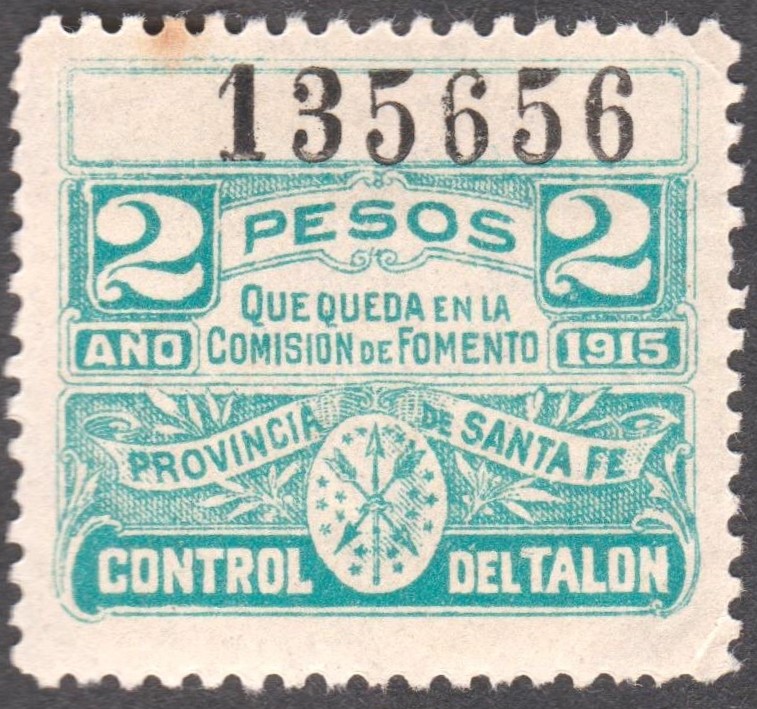 135656
2 PESOS 2
QUE QUEDA EN LA
AÑO COMISION DE FOMENTO 1915
PROVINCIA DE SANTA FE
CONTROL DEL TALON